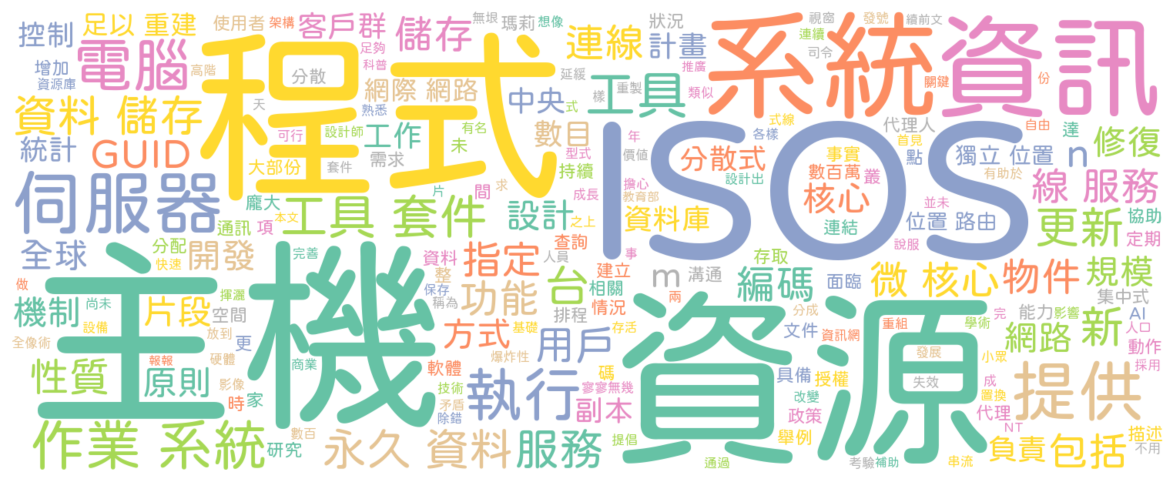 程式
系統
資訊
ISOS
主機
資源
伺服器
電腦
控制
足以 重建
使用者
架構
客戶群
儲存
無垠
瑪莉
想像
狀況
視窗
發號
續前文
連線
計畫
連續
司令
增加
資源庫
高階
分散
足夠
科普
網際 網路
延緩
重製
推廣
類似
關鍵
份
資料 儲存
天
熟悉
中央
樣
工具
式線
代理人
自由
達
修復
統計
GUID
可行
設計師
工作
有名
式
數目
年
各樣
首見
大部份
套件
需求
未
型式
價值
分散式
事實
點
獨立 位置
n
數百萬
叢
有助於
持續
擔心
設計出
核心
線 服務
龐大
片
求
間
成長
教育部
資料庫
並未
通訊
項
本文
工具 套件
之上
設計
連結
位置 路由
更新
協助
定期
全球
分配
快速
開發
完善
資料
整
指定
查詢
人員
事
存取
說服
m
溝通
編碼
面臨
微 核心
物件
規模
做
揮灑
保存
稱為
功能
台
建立
相關
情況
兩
集中式
機制
尚未
片段
空間
排程
分成
文件
完
能力
影響
AI
新
設備
放到
更
方式
基礎
存活
用戶
資訊網
重組
學術
網路
人口
動作
全像術
性質
報報
硬體
商業
軟體
爆炸性
碼
具備
授權
發展
小眾
採用
原則
影像
時
家
技術
執行
寥寥無幾
副本
改變
政策
失效
成
置換
提供
代理
作業 系統
研究
數百
矛盾
除錯
永久 資料
服務
提倡
通過
舉例
考驗
補助
串流
NT
負責
包括
描述
不用